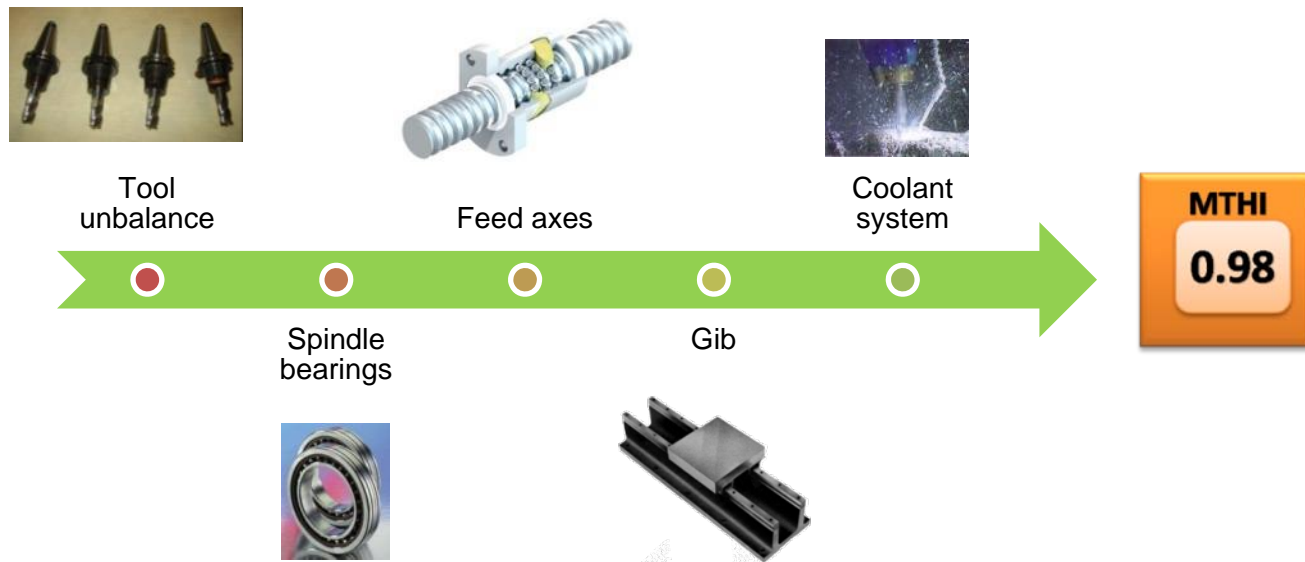 Tool
unbalance
Spindle
bearings
Feed axes
Gib
Coolant
system
MTHI
0.98